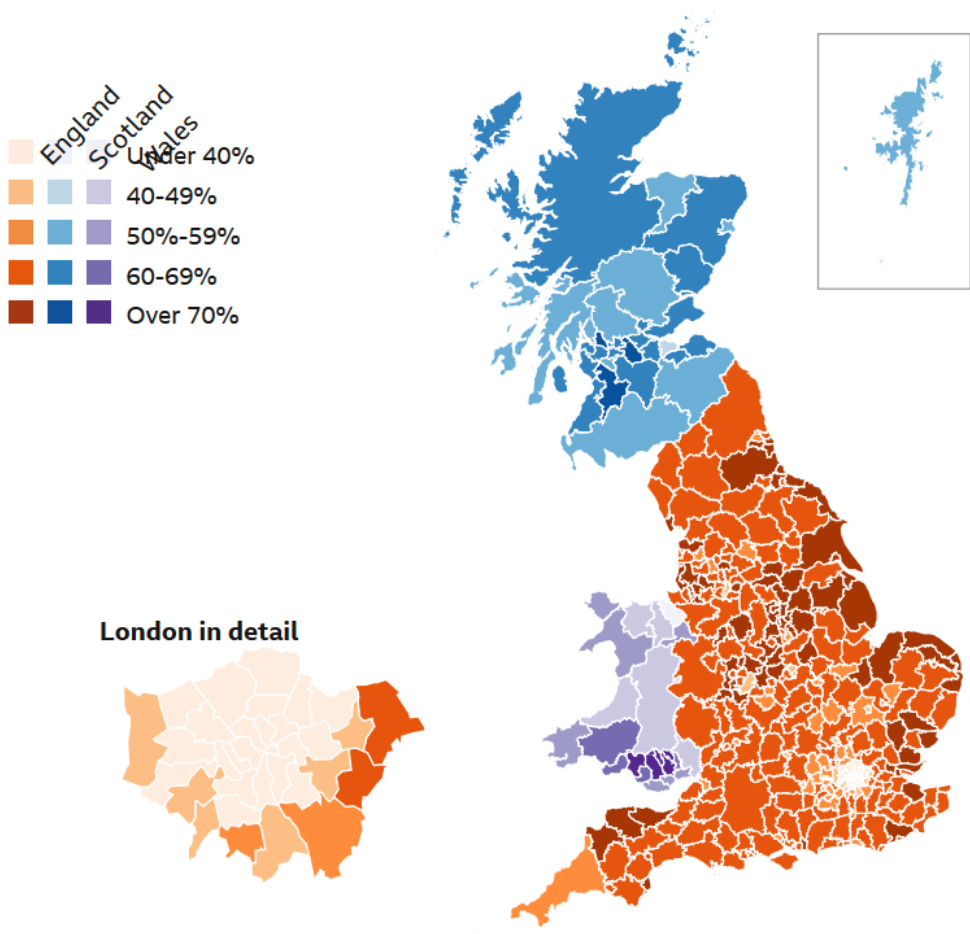 England
Scotland
Wales
Under 40%
40-49%
50%-59%
60-69%
Over 70%
London in detail